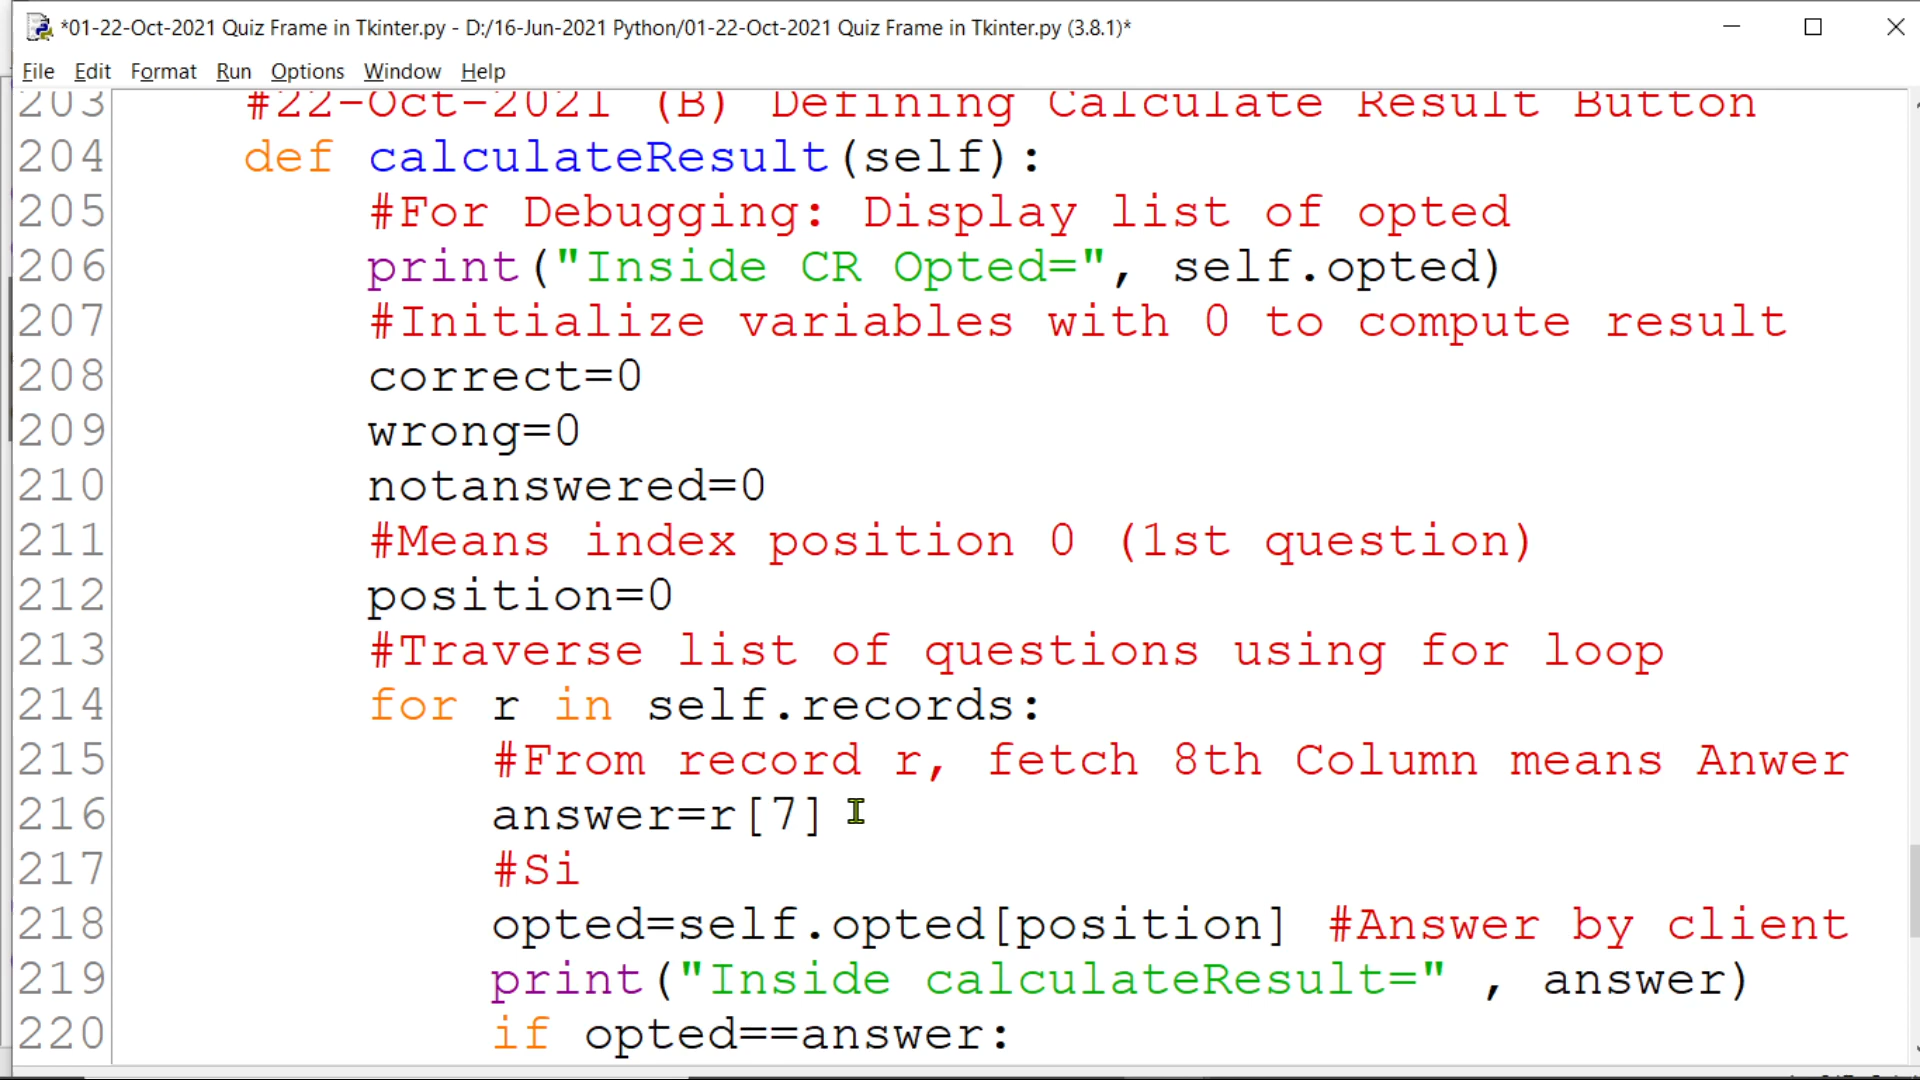 *01-22-Oct-2021 Quiz Frame in Tkinter.py - D:/16-Jun-2021 Python/01-22-Oct-2021 Quiz Frame in Tkinter.py (3.8.1)*
File Edit Format Run Options Window Help
203 #22-Oct-2021 (B) Defining Calculate Result Button
204 def calculateResult(self):
205 #For Debugging: Display list of opted
206 print("Inside CR Opted=", self.opted)
207 #Initialize variables with 0 to compute result
208 correct=0
209 wrong=0
210 notanswered=0
211 #Means index position 0 (1st question)
212 position=0
213 #Traverse list of questions using for loop
214 for r in self.records:
215 #From record r, fetch 8th Column means Anwer
216 answer=r[7]
217 #Si
218 opted=self.opted[position] #Answer by client
219 print("Inside calculateResult=" , answer)
220 if opted==answer: